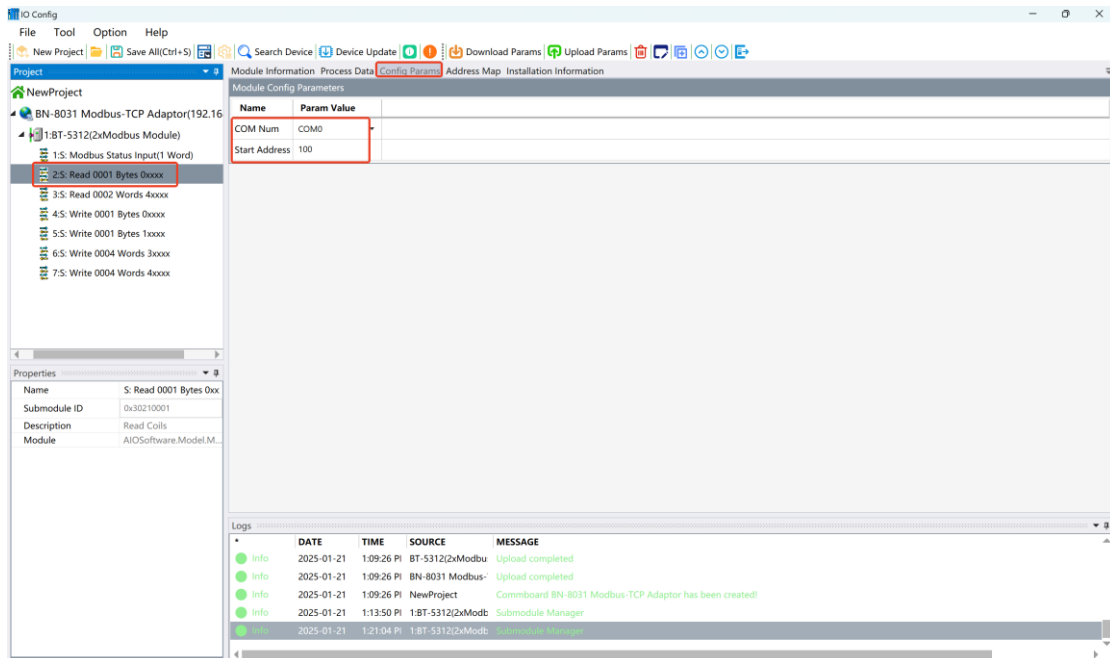 IO Config
File Tool Option Help
New Project Save All(Ctrl+S) Search Device Device Update Download Params Upload Params
Project
Module Information Process Data Config Params Address Map Installation Information
NewProject
BN-8031 Modbus-TCP Adaptor(192.16
1:BT-5312(2xModbus Module)
1:S: Modbus Status Input(1 Word)
2:S: Read 0001 Bytes 0xxxx
3:S: Read 0002 Words 4xxxx
4:S: Write 0001 Bytes 0xxxx
5:S: Write 0001 Bytes 1xxxx
6:S: Write 0004 Words 3xxxx
7:S: Write 0004 Words 4xxxx
Module Config Parameters
Name Param Value
COM Num COM0
Start Address 100
Properties
Name S: Read 0001 Bytes 0xx
Submodule ID 0x30210001
Description Read Coils
Module AIOSoftware.Model.M...
Logs
* DATE TIME SOURCE MESSAGE
Info 2025-01-21 1:09:26 PI BT-5312(2xModbu: Upload completed
Info 2025-01-21 1:09:26 PI BN-8031 Modbus-' Upload completed
Info 2025-01-21 1:09:26 PI NewProject Commboard BN-8031 Modbus-TCP Adaptor has been created!
Info 2025-01-21 1:13:50 PI 1:BT-5312(2xModb Submodule Manager
Info 2025-01-21 1:21:04 PI 1:BT-5312(2xModb Submodule Manager